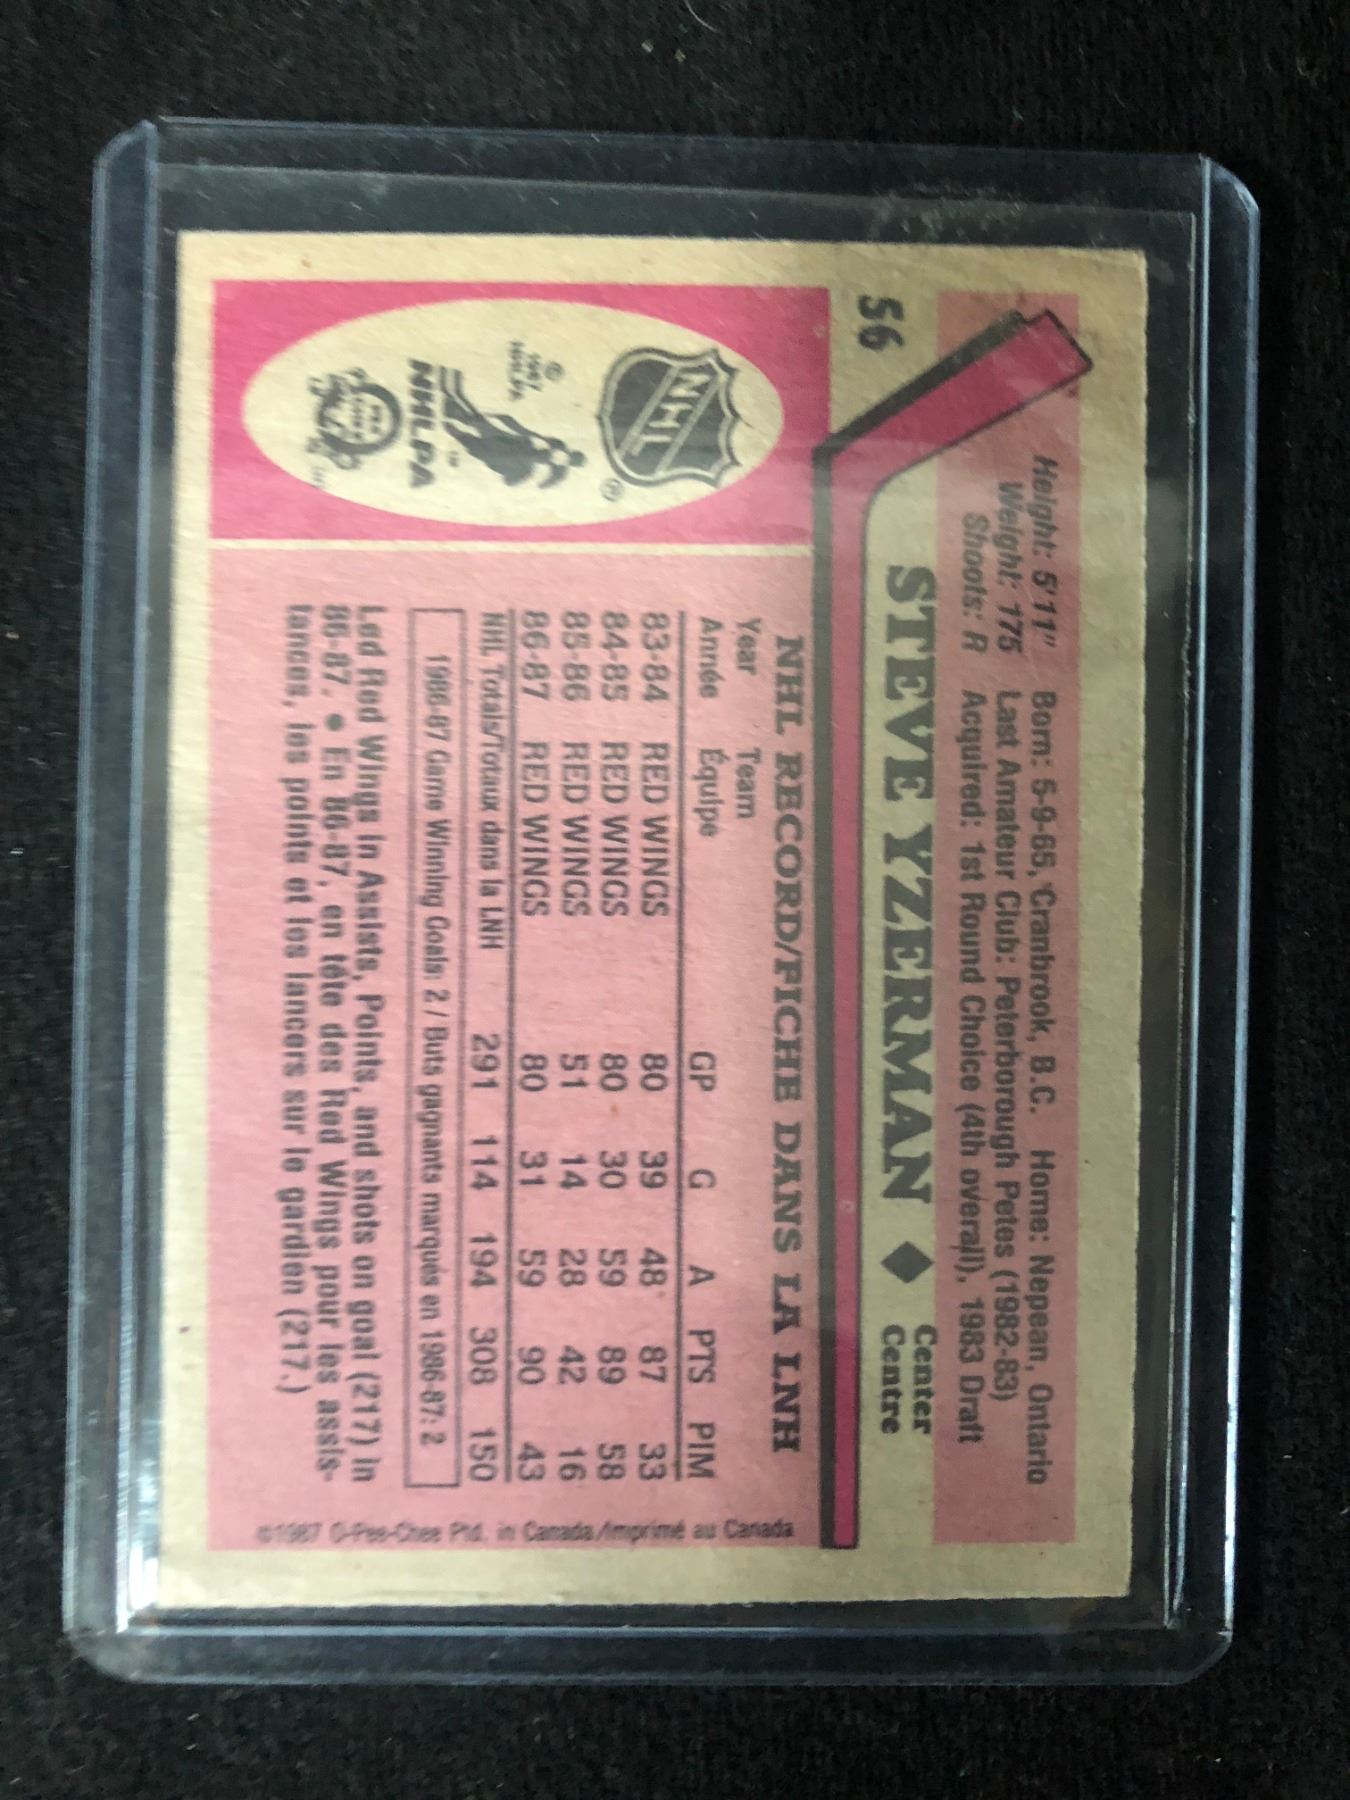 56
STEVE YZERMAN ◆ Center
Centre
Height: 5'11" Born: 5-9-65, Cranbrook, B.C. Home: Nepean, Ontario
Weight: 175 Last Amateur Club: Peterborough Petes (1982-83)
Shoots: R Acquired: 1st Round Choice (4th overall), 1983 Draft
NHL
®
© 1987 NHLPA
NHLPA
TM
NHL RECORD/FICHE DANS LA LNH
Year Team
Année Équipe GP G A PTS PIM
83-84 RED WINGS 80 39 48 87 33
84-85 RED WINGS 80 30 59 89 58
85-86 RED WINGS 51 14 28 42 16
86-87 RED WINGS 80 31 59 90 43
NHL Totals/Totaux dans la LNH 291 114 194 308 150
1986-87 Game Winning Goals: 2 / Buts gagnants marqués en 1986-87: 2
Led Red Wings in Assists, Points, and shots on goal (217) in
86-87. ● En 86-87, en tête des Red Wings pour les assis-
tances, les points et les lancers sur le gardien (217.)
©1987 O-Pee-Chee Ptd. in Canada/Imprimé au Canada